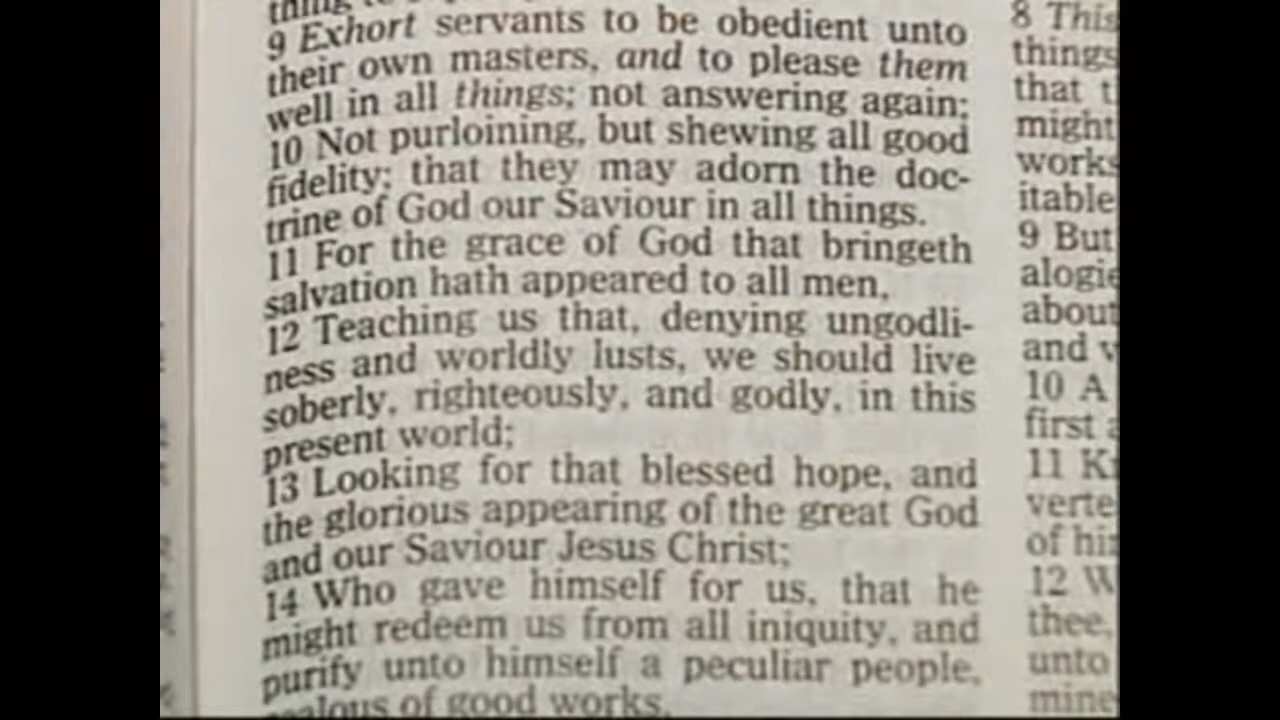 thing
9 Exhort servants to be obedient unto
their own masters, and to please them
well in all things; not answering again;
10 Not purloining, but shewing all good
fidelity; that they may adorn the doc-
trine of God our Saviour in all things.
11 For the grace of God that bringeth
salvation hath appeared to all men,
12 Teaching us that, denying ungodli-
ness and worldly lusts, we should live
soberly, righteously, and godly, in this
present world;
13 Looking for that blessed hope, and
the glorious appearing of the great God
and our Saviour Jesus Christ;
14 Who gave himself for us, that he
might redeem us from all iniquity, and
purify unto himself a peculiar people,
zealous of good works.
8 This
things
that t
might
works
itable
9 But
alogie
about
and v
10 A
first a
11 K
verte
of hi
12 W
thee,
unto
mine